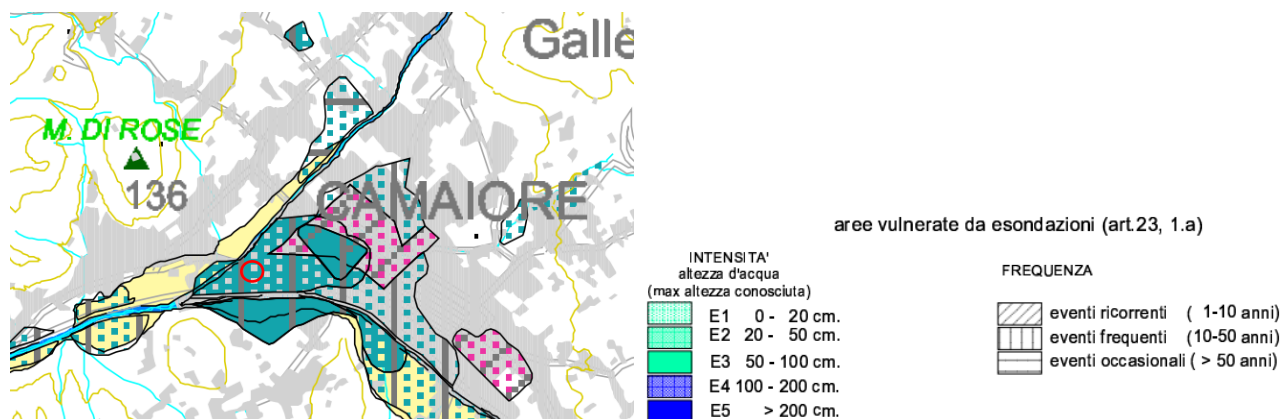 Galle
M. DI ROSE
136
CAMAIORE
aree vulnerate da esondazioni (art.23, 1.a)
INTENSITA'
altezza d'acqua
(max altezza conosciuta)
E1 0 - 20 cm.
E2 20 - 50 cm.
E3 50 - 100 cm.
E4 100 - 200 cm.
E5 > 200 cm.
FREQUENZA
eventi ricorrenti ( 1-10 anni)
eventi frequenti (10-50 anni)
eventi occasionali ( > 50 anni)